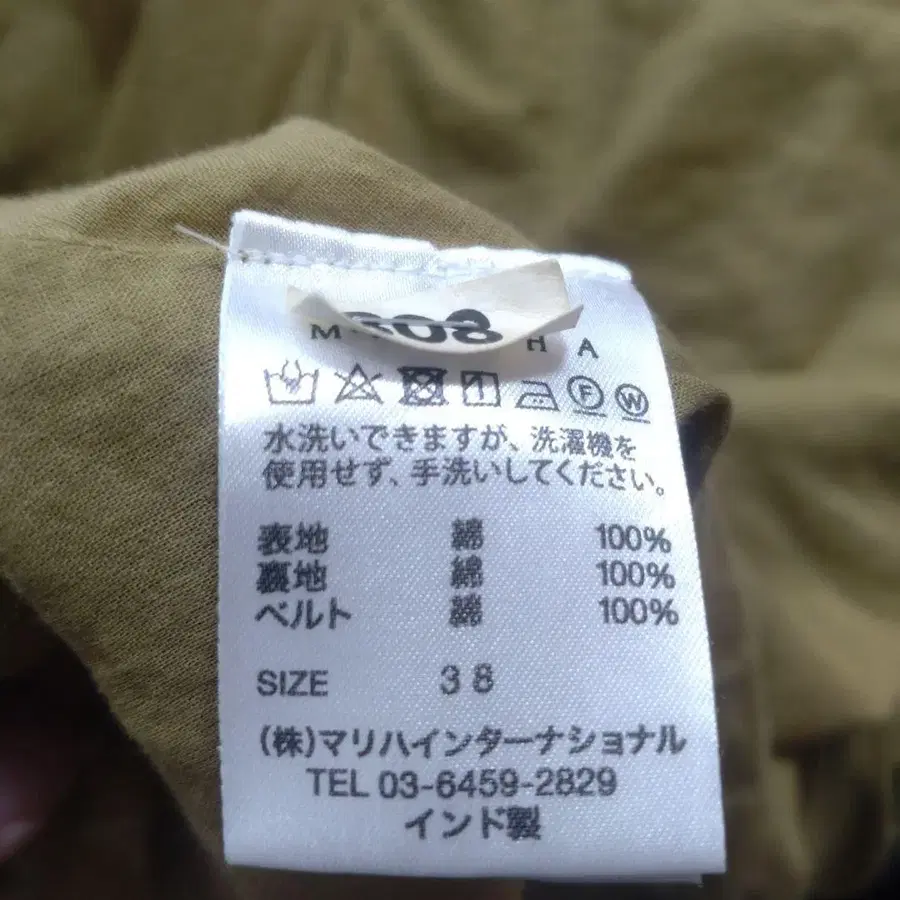 308
M H A
F W
水洗いできますが、洗濯機を
使用せず、手洗いしてください。
表地 綿 100%
裏地 綿 100%
ベルト 綿 100%
SIZE 38
(株)マリハインターナショナル
TEL 03-6459-2829
インド製